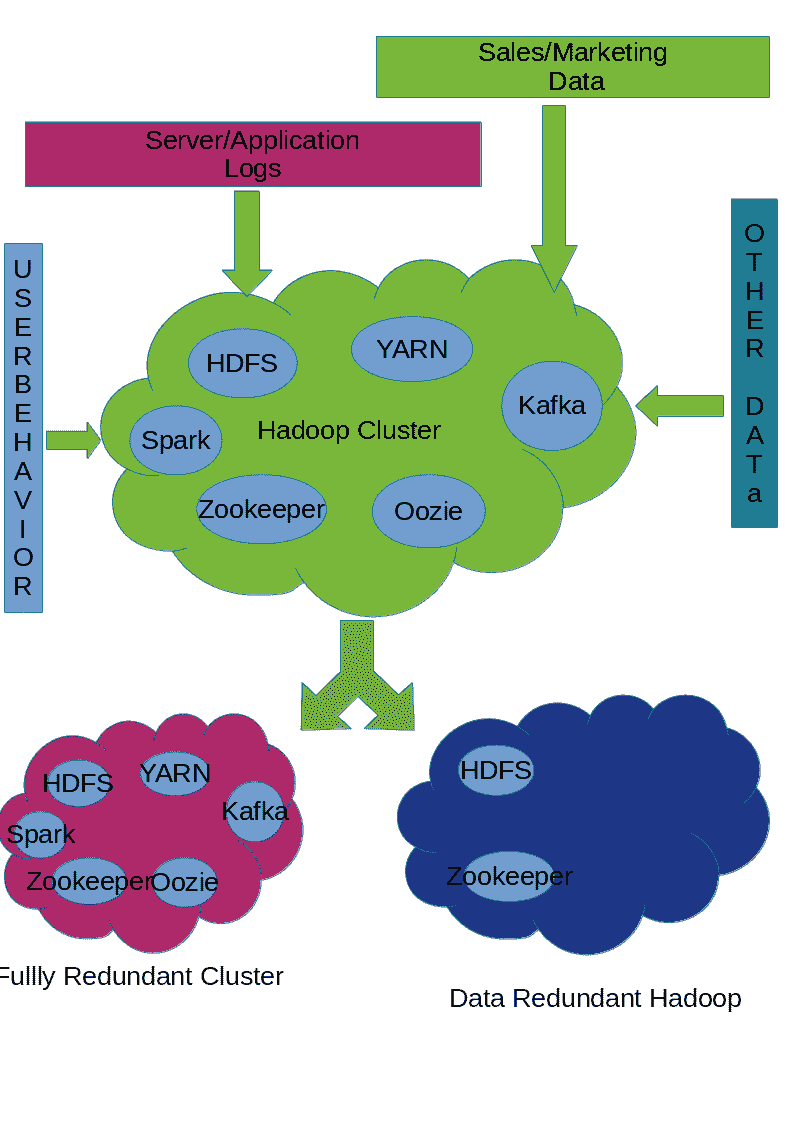 Sales/Marketing
Data
Server/Application
Logs
USERBEHAVIOR
OTHER DATa
HDFS
YARN
Kafka
Spark
Hadoop Cluster
Zookeeper
Oozie
HDFS
YARN
Kafka
Spark
Zookeeper
Oozie
Fullly Redundant Cluster
HDFS
Zookeeper
Data Redundant Hadoop